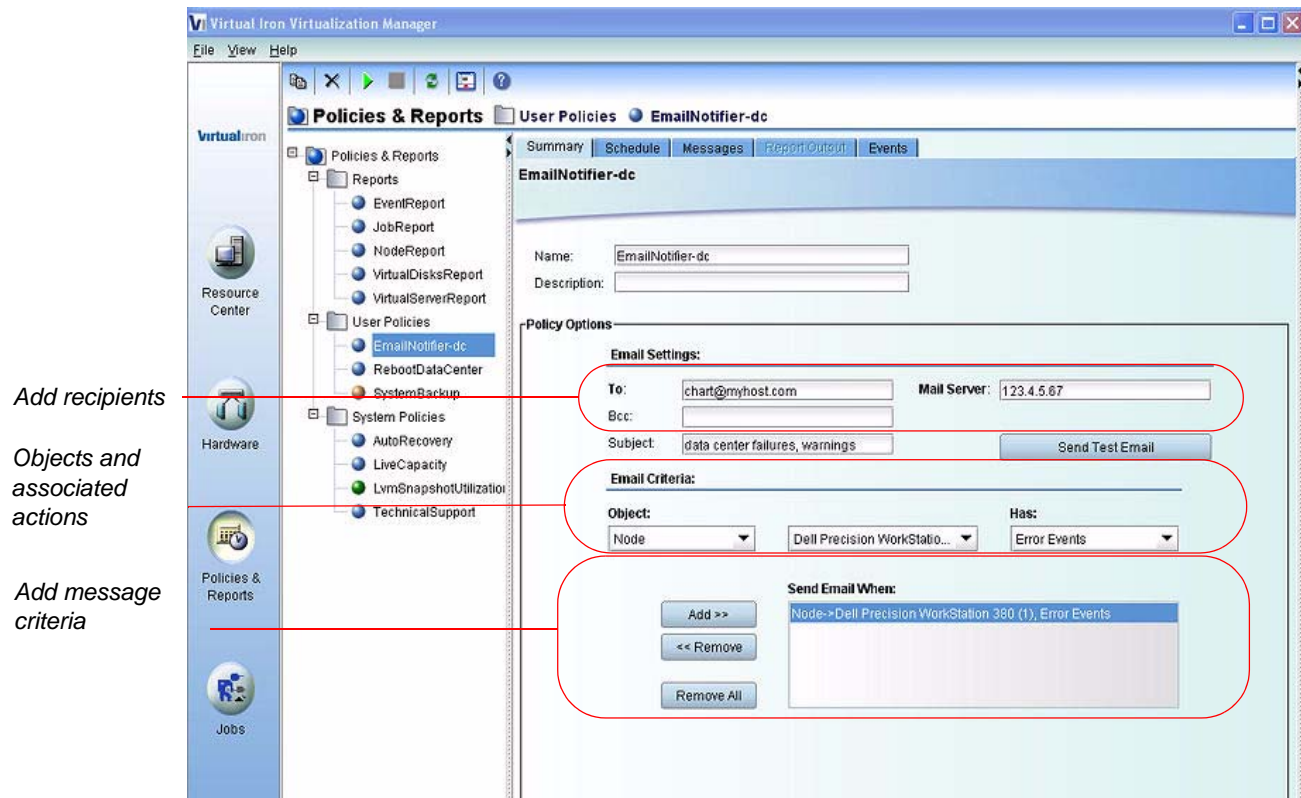 Virtual Iron Virtualization Manager
File View Help
Policies & Reports User Policies EmailNotifier-dc
VirtualIron
Resource
Center
Hardware
Policies &
Reports
Jobs
Policies & Reports
Reports
EventReport
JobReport
NodeReport
VirtualDisksReport
VirtualServerReport
User Policies
EmailNotifier-dc
RebootDataCenter
SystemBackup
System Policies
AutoRecovery
LiveCapacity
LvmSnapshotUtilization
TechnicalSupport
Summary Schedule Messages Report Output Events
EmailNotifier-dc
Name: EmailNotifier-dc
Description:
Policy Options
Email Settings:
To: chart@myhost.com Mail Server: 123.4.5.67
Bcc:
Subject: data center failures, warnings Send Test Email
Email Criteria:
Object: Has:
Node Dell Precision WorkStatio... Error Events
Send Email When:
Add >> Node->Dell Precision WorkStation 380 (1), Error Events
<< Remove
Remove All
Add recipients
Objects and
associated
actions
Add message
criteria